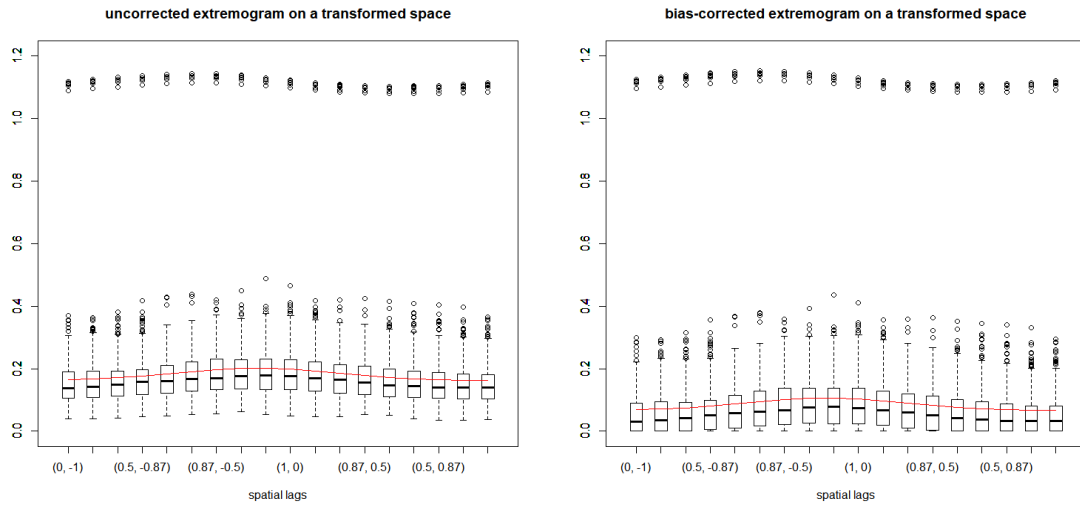 uncorrected extremogram on a transformed space
1.2
1.0
0.8
0.6
0.4
0.2
0.0
(0, -1) (0.5, -0.87) (0.87, -0.5) (1, 0) (0.87, 0.5) (0.5, 0.87)
spatial lags
bias-corrected extremogram on a transformed space
1.2
1.0
0.8
0.6
0.4
0.2
0.0
(0, -1) (0.5, -0.87) (0.87, -0.5) (1, 0) (0.87, 0.5) (0.5, 0.87)
spatial lags